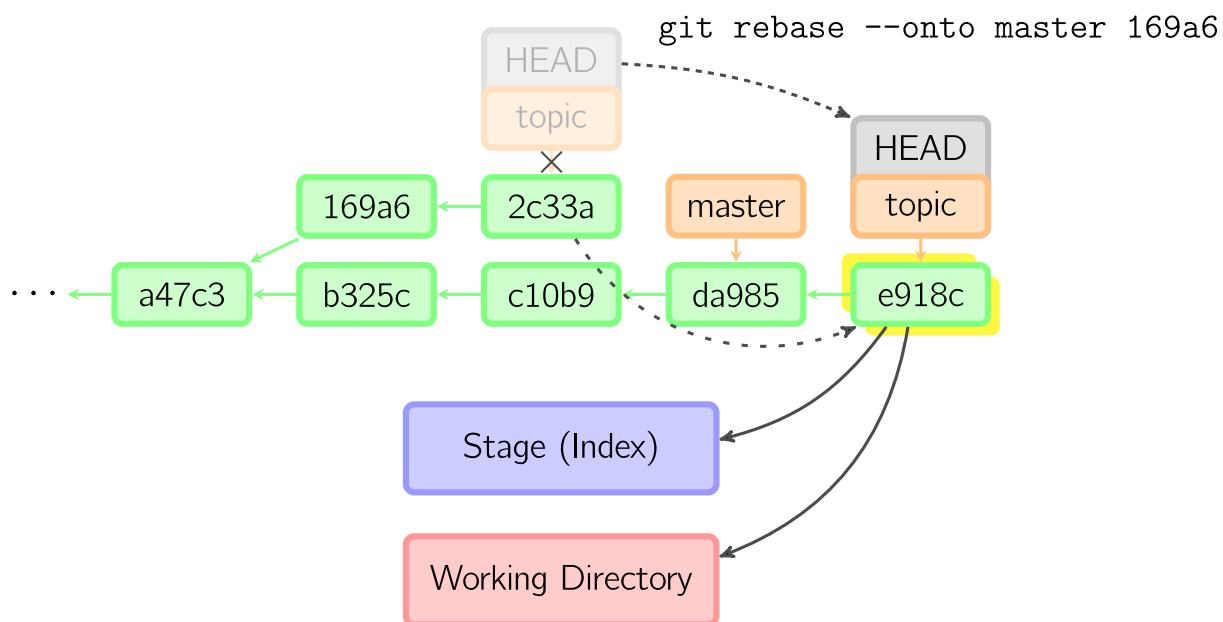 git rebase --onto master 169a6
HEAD
topic
HEAD
169a6
2c33a
master
topic
...
a47c3
b325c
c10b9
da985
e918c
Stage (Index)
Working Directory